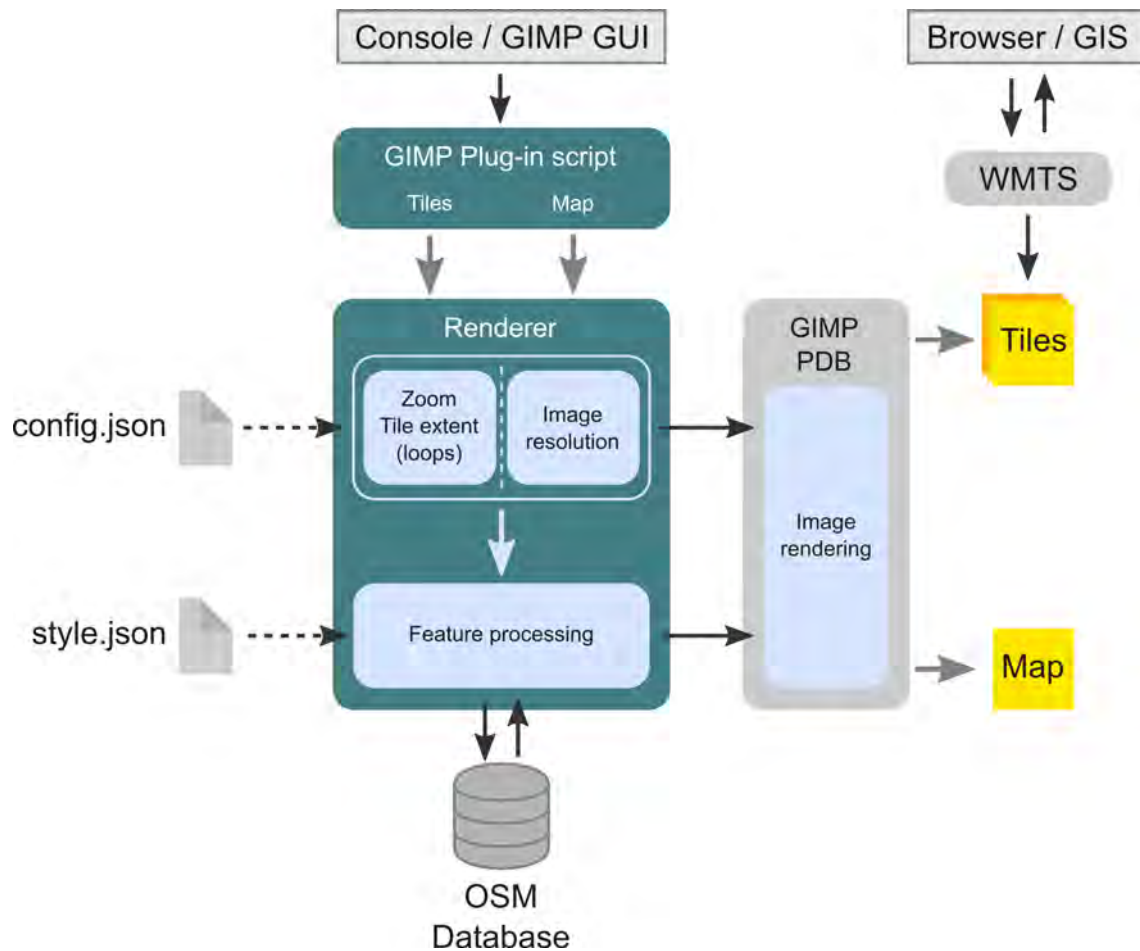 Console / GIMP GUI
Browser / GIS
GIMP Plug-in script
Tiles
Map
WMTS
Renderer
GIMP
PDB
Tiles
config.json
Zoom
Tile extent
(loops)
Image
resolution
Image
rendering
style.json
Feature processing
Map
OSM
Database